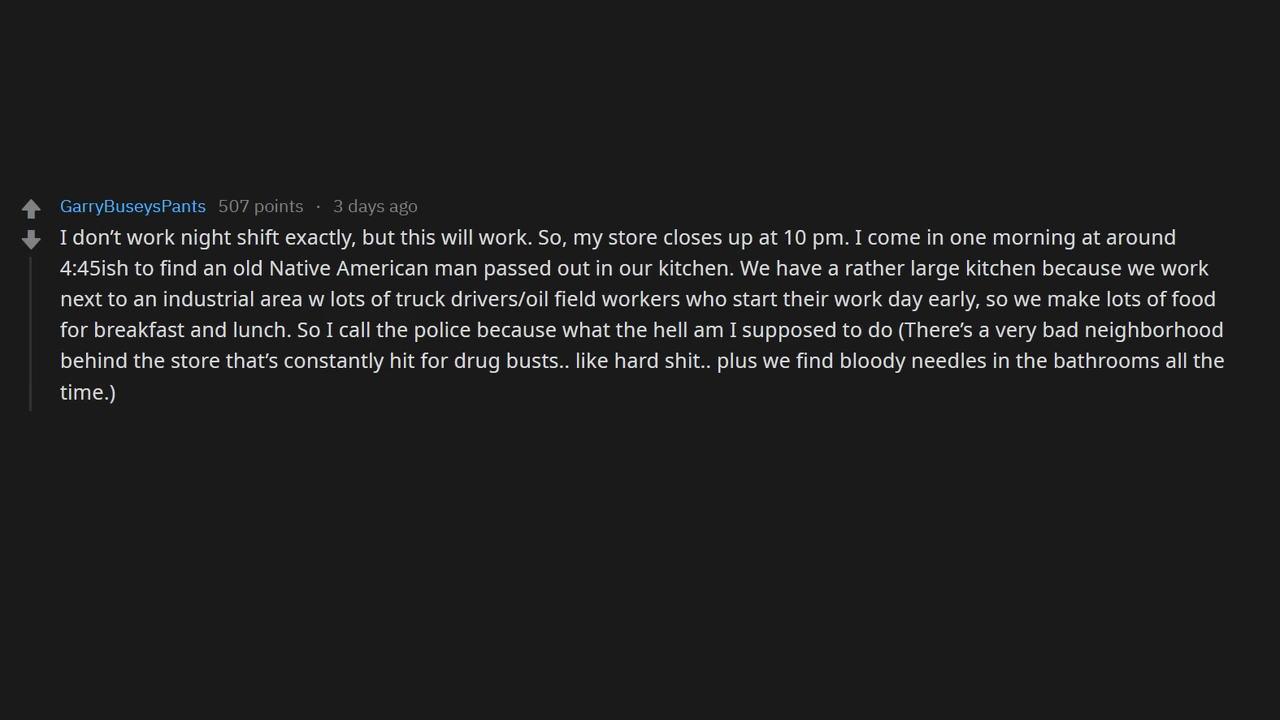 GarryBuseysPants 507 points · 3 days ago
I don’t work night shift exactly, but this will work. So, my store closes up at 10 pm. I come in one morning at around
4:45ish to find an old Native American man passed out in our kitchen. We have a rather large kitchen because we work
next to an industrial area w lots of truck drivers/oil field workers who start their work day early, so we make lots of food
for breakfast and lunch. So I call the police because what the hell am I supposed to do (There’s a very bad neighborhood
behind the store that’s constantly hit for drug busts.. like hard shit.. plus we find bloody needles in the bathrooms all the
time.)